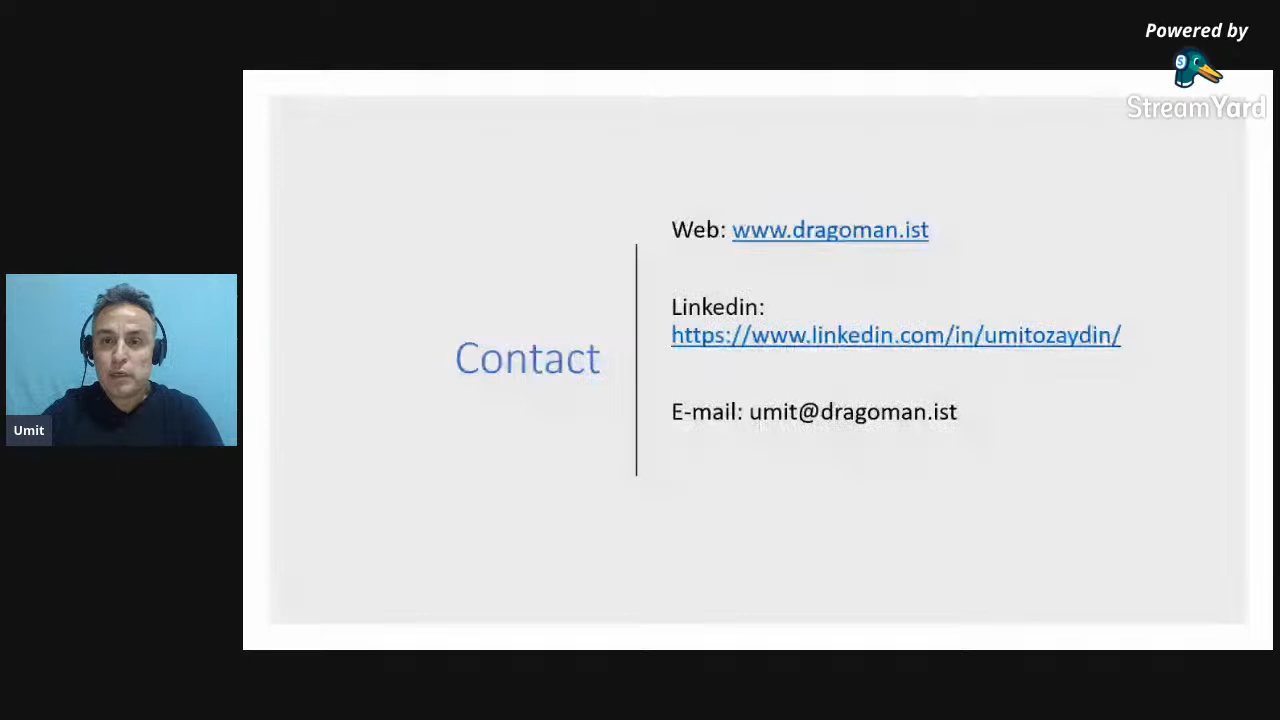 Powered by
StreamYard
Web: www.dragoman.ist
Linkedin:
https://www.linkedin.com/in/umitozaydin/
Contact
E-mail: umit@dragoman.ist
Umit